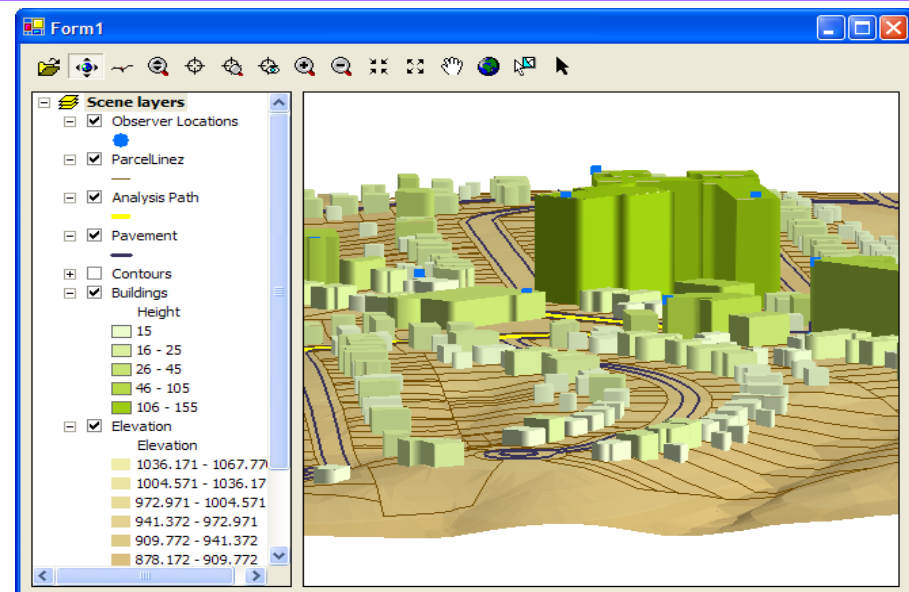 Form1
Scene layers
Observer Locations
ParcelLinez
Analysis Path
Pavement
Contours
Buildings
Height
15
16 - 25
26 - 45
46 - 105
106 - 155
Elevation
Elevation
1036.171 - 1067.77
1004.571 - 1036.17
972.971 - 1004.571
941.372 - 972.971
909.772 - 941.372
878.172 - 909.772